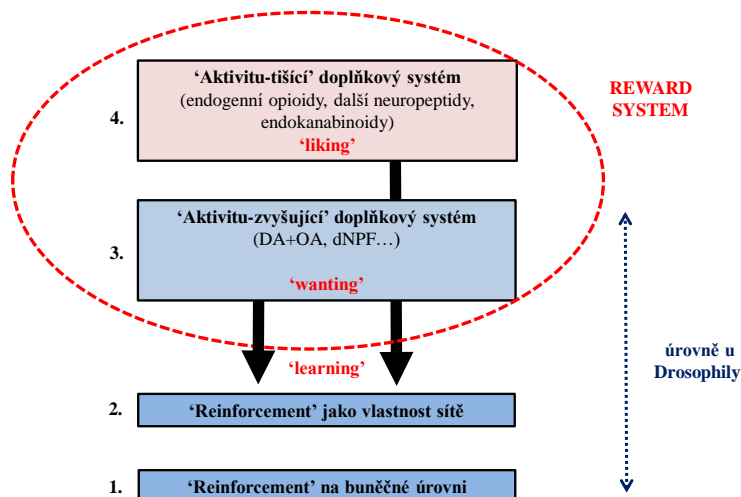 ‘Aktivitu-tišící’ doplňkový systém
(endogenní opioidy, další neuropeptidy,
endokanabinoidy)
‘liking’
4.
REWARD
SYSTEM
‘Aktivitu-zvyšující’ doplňkový systém
(DA+OA, dNPF…)
3.
‘wanting’
‘learning’
úrovně u
Drosophily
2.
‘Reinforcement’ jako vlastnost sítě
1.
‘Reinforcement’ na buněčné úrovni